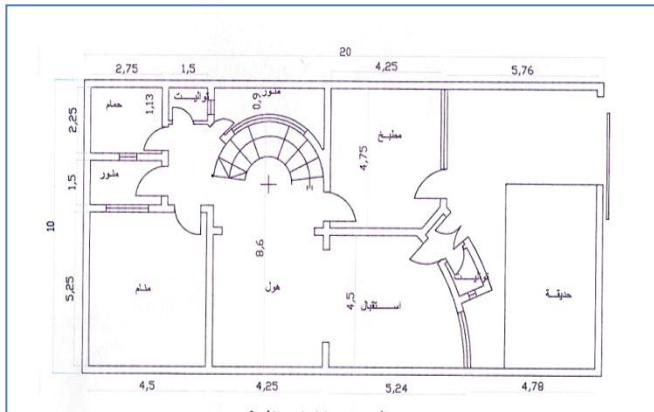 20
2,75
1,5
4,25
5,76
حمام
1,13
تواليت
0,9
منور
2,25
مطبخ
4,75
منور
1,5
10
8,6
5,25
منام
هول
4,5
استقبال
تواليت
حديقة
4,5
4,25
5,24
4,78